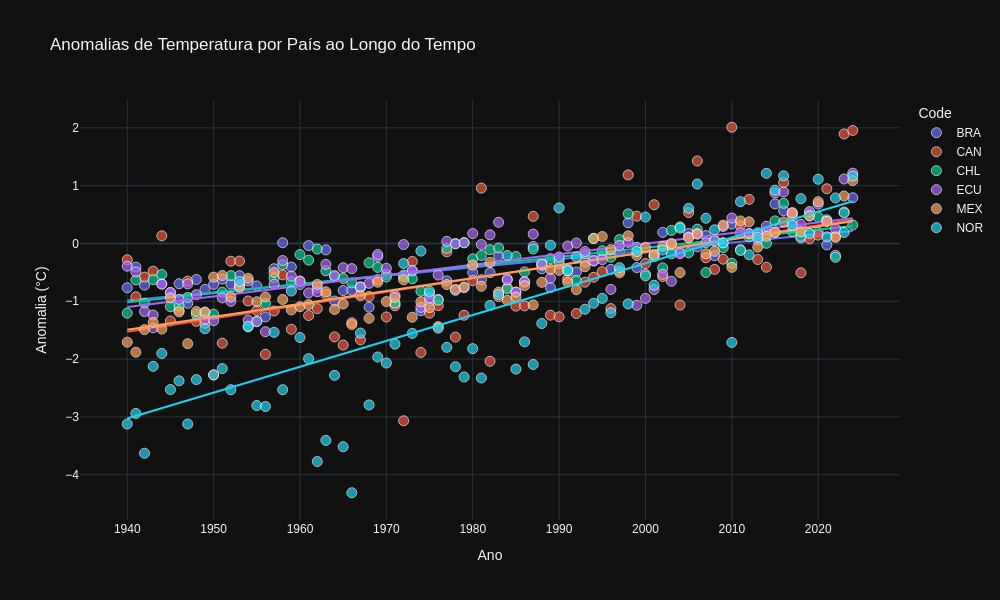 Anomalias de Temperatura por País ao Longo do Tempo
Code
BRA
CAN
CHL
ECU
MEX
NOR
Anomalia (°C)
2
1
0
−1
−2
−3
−4
1940 1950 1960 1970 1980 1990 2000 2010 2020
Ano